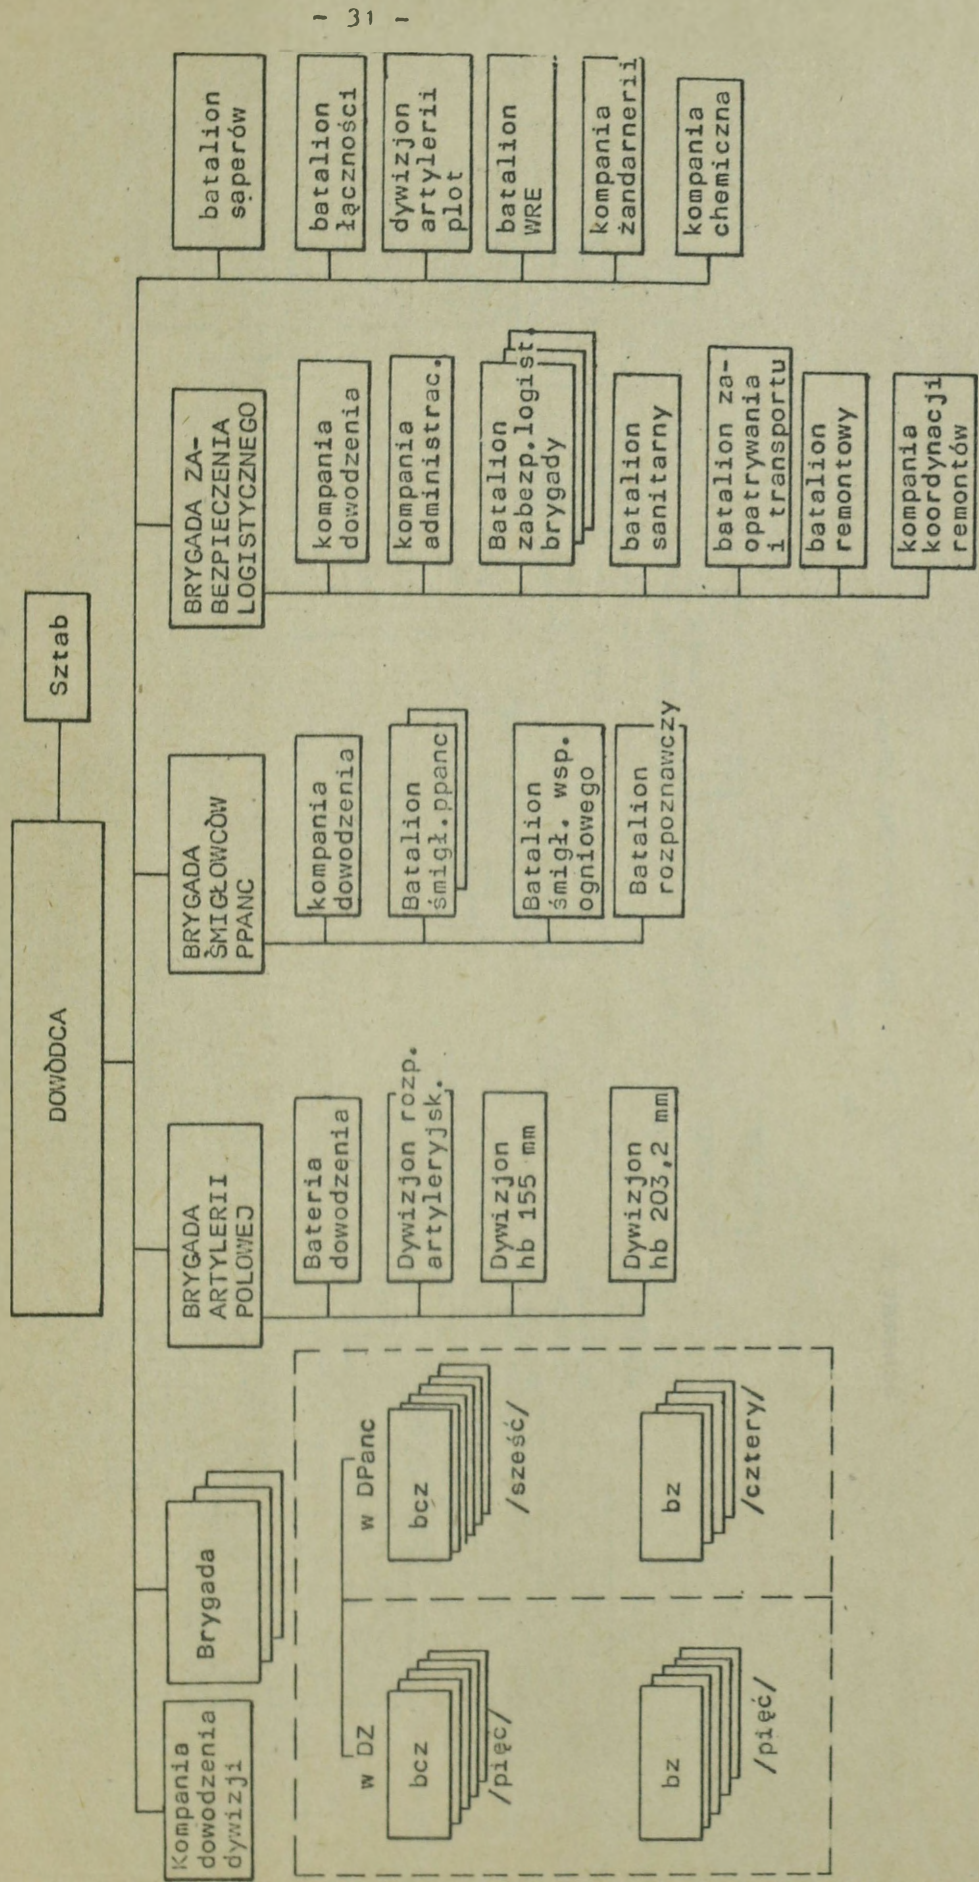 - 31 -
DOWÒDCA
Sztab
Kompania
dowodzenia
dywizji
Brygada
w DZ
w DPanc
bcz
/pięc/
bcz
/sześć/
bz
/pięć/
bz
/cztery/
BRYGADA
ARTYLERII
POLOWEJ
Bateria
dowodzenia
Dywizjon rozp.
artyleryjsk.
Dywizjon
hb 155 mm
Dywizjon
hb 203,2 mm
BRYGADA
ŚMIGŁOWCÒW
PPANC
kompania
dowodzenia
Batalion
śmigł.ppanc
Batalion
śmigł. wsp.
ogniowego
Batalion
rozpoznawczy
BRYGADA ZA-
BEZPIECZENIA
LOGISTYCZNEGO
kompania
dowodzenia
kompania
administrac.
Batalion
zabezp.logist.
brygady
batalion
sanitarny
batalion za-
opatrywania
i transportu
batalion
remontowy
kompania
koordynacji
remontów
batalion
saperów
batalion
łączności
dywizjon
artylerii
plot
batalion
WRE
kompania
żandarnerii
kompania
chemiczna